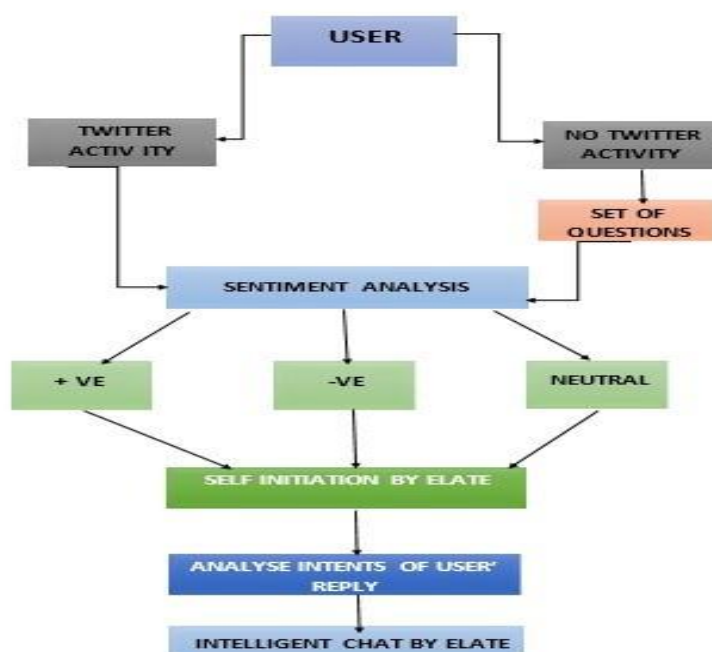 USER
TWITTER
ACTIV ITY
NO TWITTER
ACTIVITY
SET OF
QUESTIONS
SENTIMENT ANALYSIS
+ VE
-VE
NEUTRAL
SELF INITIATION BY ELATE
ANALYSE INTENTS OF USER'
REPLY
INTELLIGENT CHAT BY ELATE